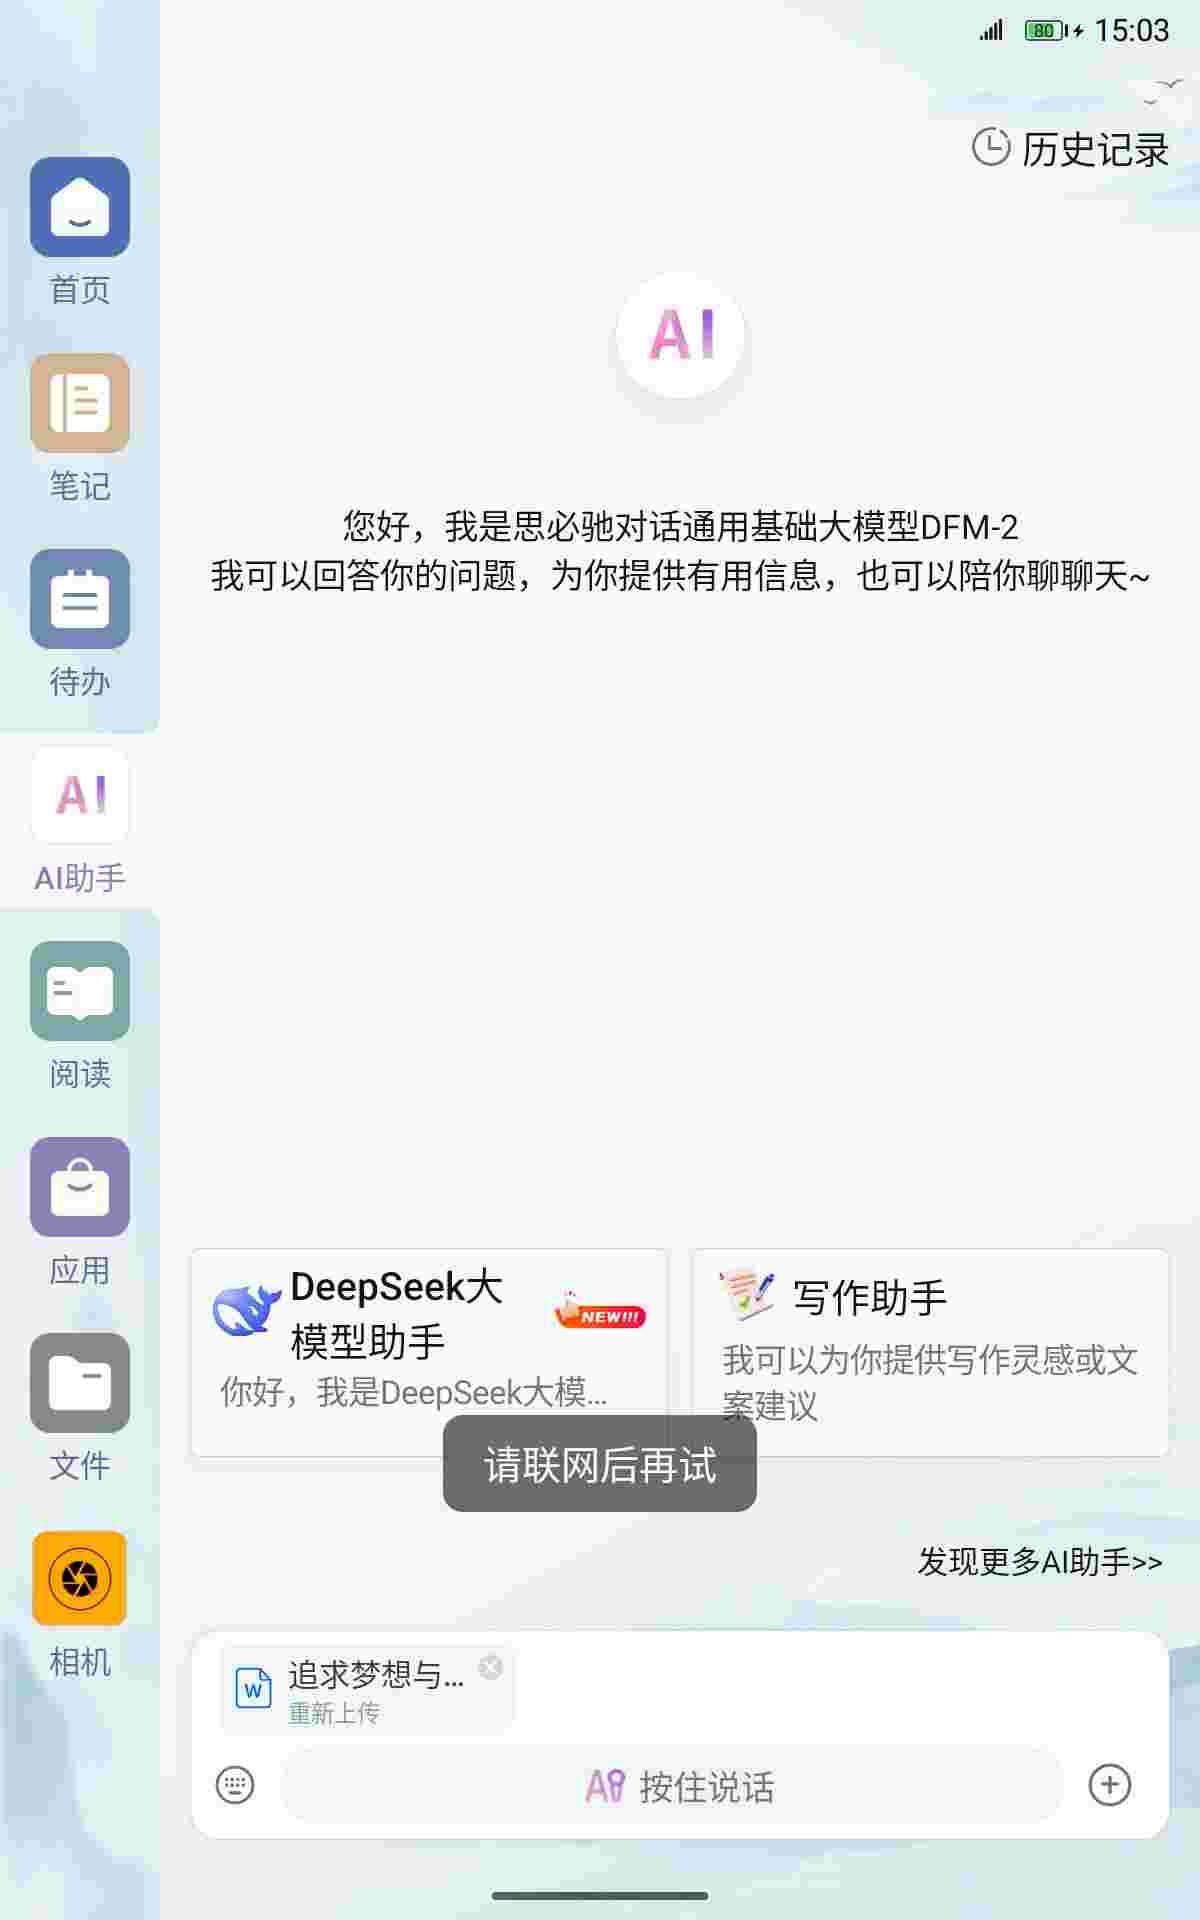 80 15:03
历史记录
首页
笔记
待办
AI
AI助手
阅读
应用
文件
相机
AI
您好，我是思必驰对话通用基础大模型DFM-2
我可以回答你的问题，为你提供有用信息，也可以陪你聊聊天~
DeepSeek大
模型助手
NEW!!!
你好，我是DeepSeek大模...
写作助手
我可以为你提供写作灵感或文
案建议
请联网后再试
发现更多AI助手>>
W
追求梦想与...
重新上传
按住说话